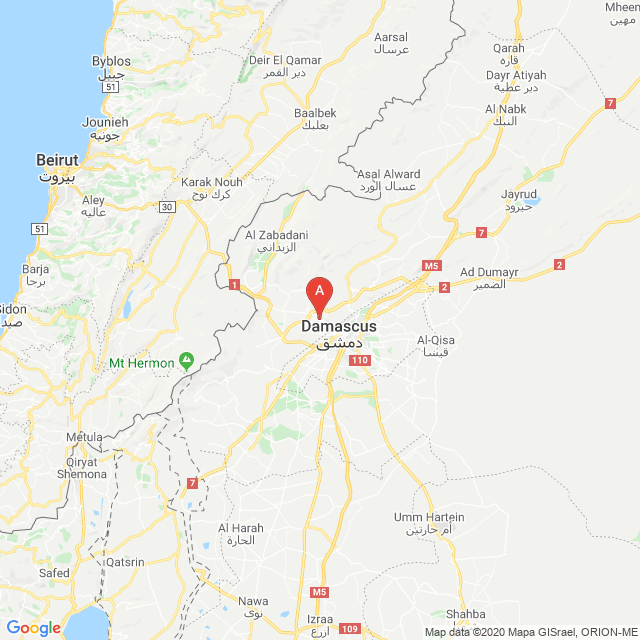 Mheen
مهين
Aarsal
عرسال
Qarah
قارة
Deir El Qamar
دير القمر
Byblos
جبيل
Dayr Atiyah
دير عطية
51
7
Al Nabk
النبك
Baalbek
بعلبك
Jounieh
جونيه
Beirut
بيروت
Asal Alward
عسال الورد
Karak Nouh
كرك نوح
Jayrud
جيرود
Aley
عاليه
30
51
Al Zabadani
الزبداني
7
Barja
برجا
M5
2
Ad Dumayr
الضمير
1
2
A
Sidon
صيدا
Damascus
دمشق
Al-Qisa
قيسا
Mt Hermon
110
Metula
Qiryat
Shemona
7
Umm Hartein
أم حارتين
Al Harah
الحارة
Qatsrin
Safed
M5
Nawa
نوى
Izraa
ازرع
109
Shahba
شهبا
Google
Map data ©2020 Mapa GISrael, ORION-ME